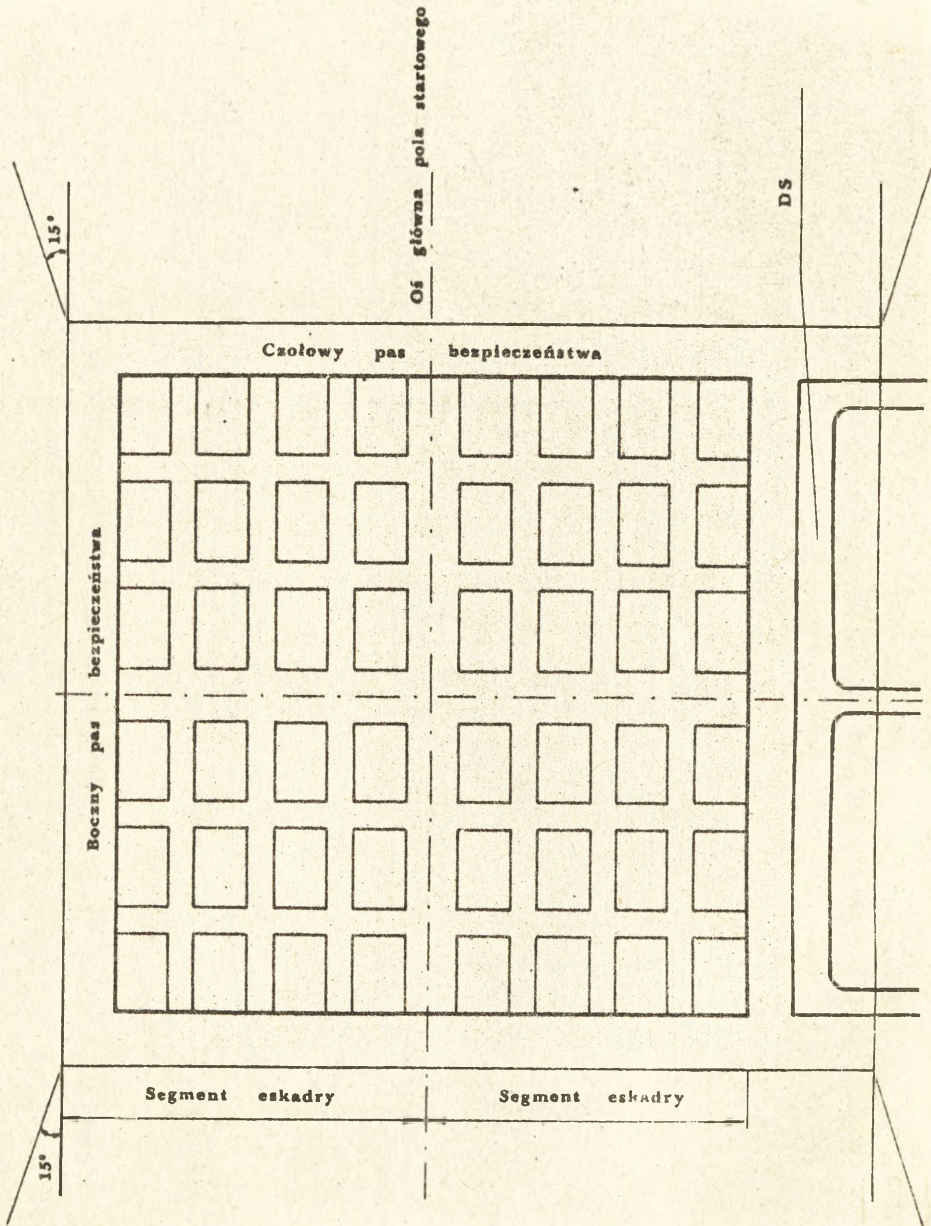 Oś główna pola startowego
15°
DS
Czołowy pas bezpieczeństwa
Boczny pas bezpieczeństwa
Segment eskadry
Segment eskadry
15°